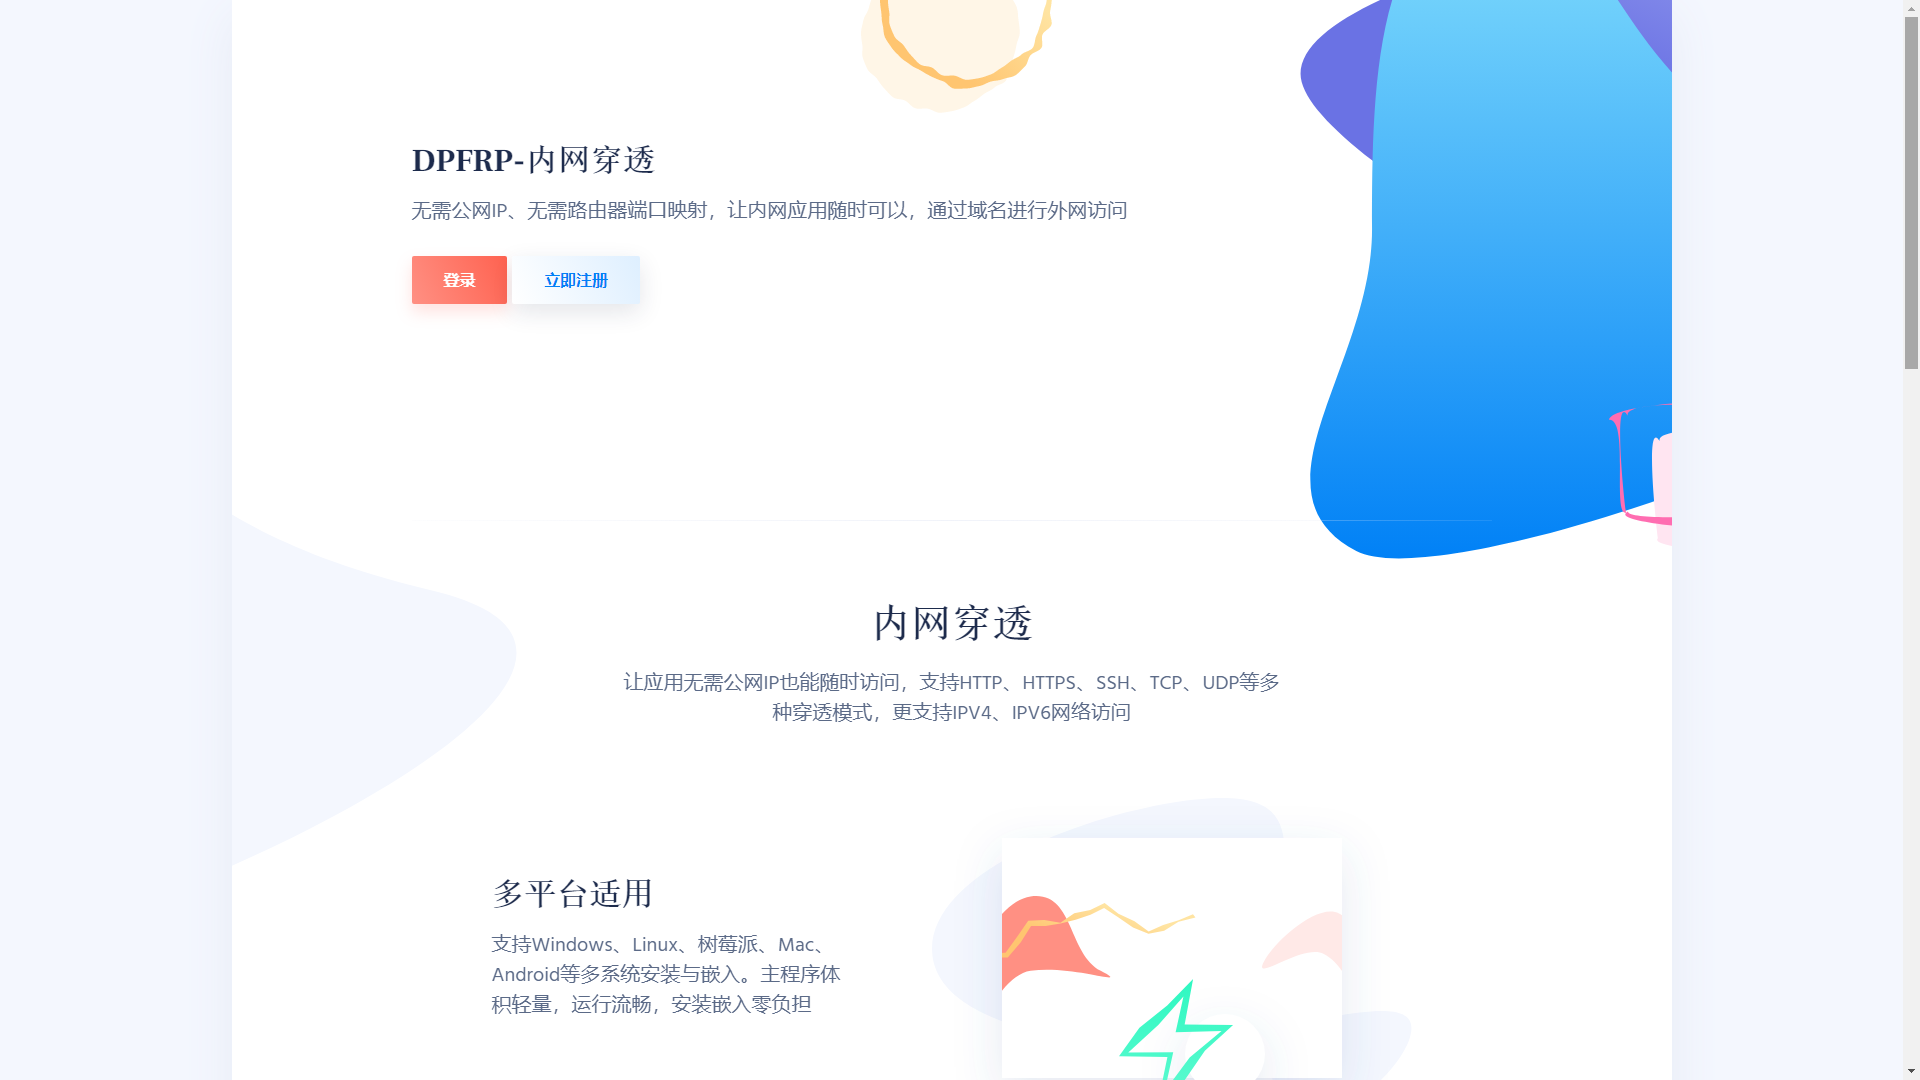 DPFRP-内网穿透
无需公网IP、无需路由器端口映射，让内网应用随时可以，通过域名进行外网访问
登录
立即注册
内网穿透
让应用无需公网IP也能随时访问，支持HTTP、HTTPS、SSH、TCP、UDP等多
种穿透模式，更支持IPV4、IPV6网络访问
多平台适用
支持Windows、Linux、树莓派、Mac、
Android等多系统安装与嵌入。主程序体
积轻量，运行流畅，安装嵌入零负担